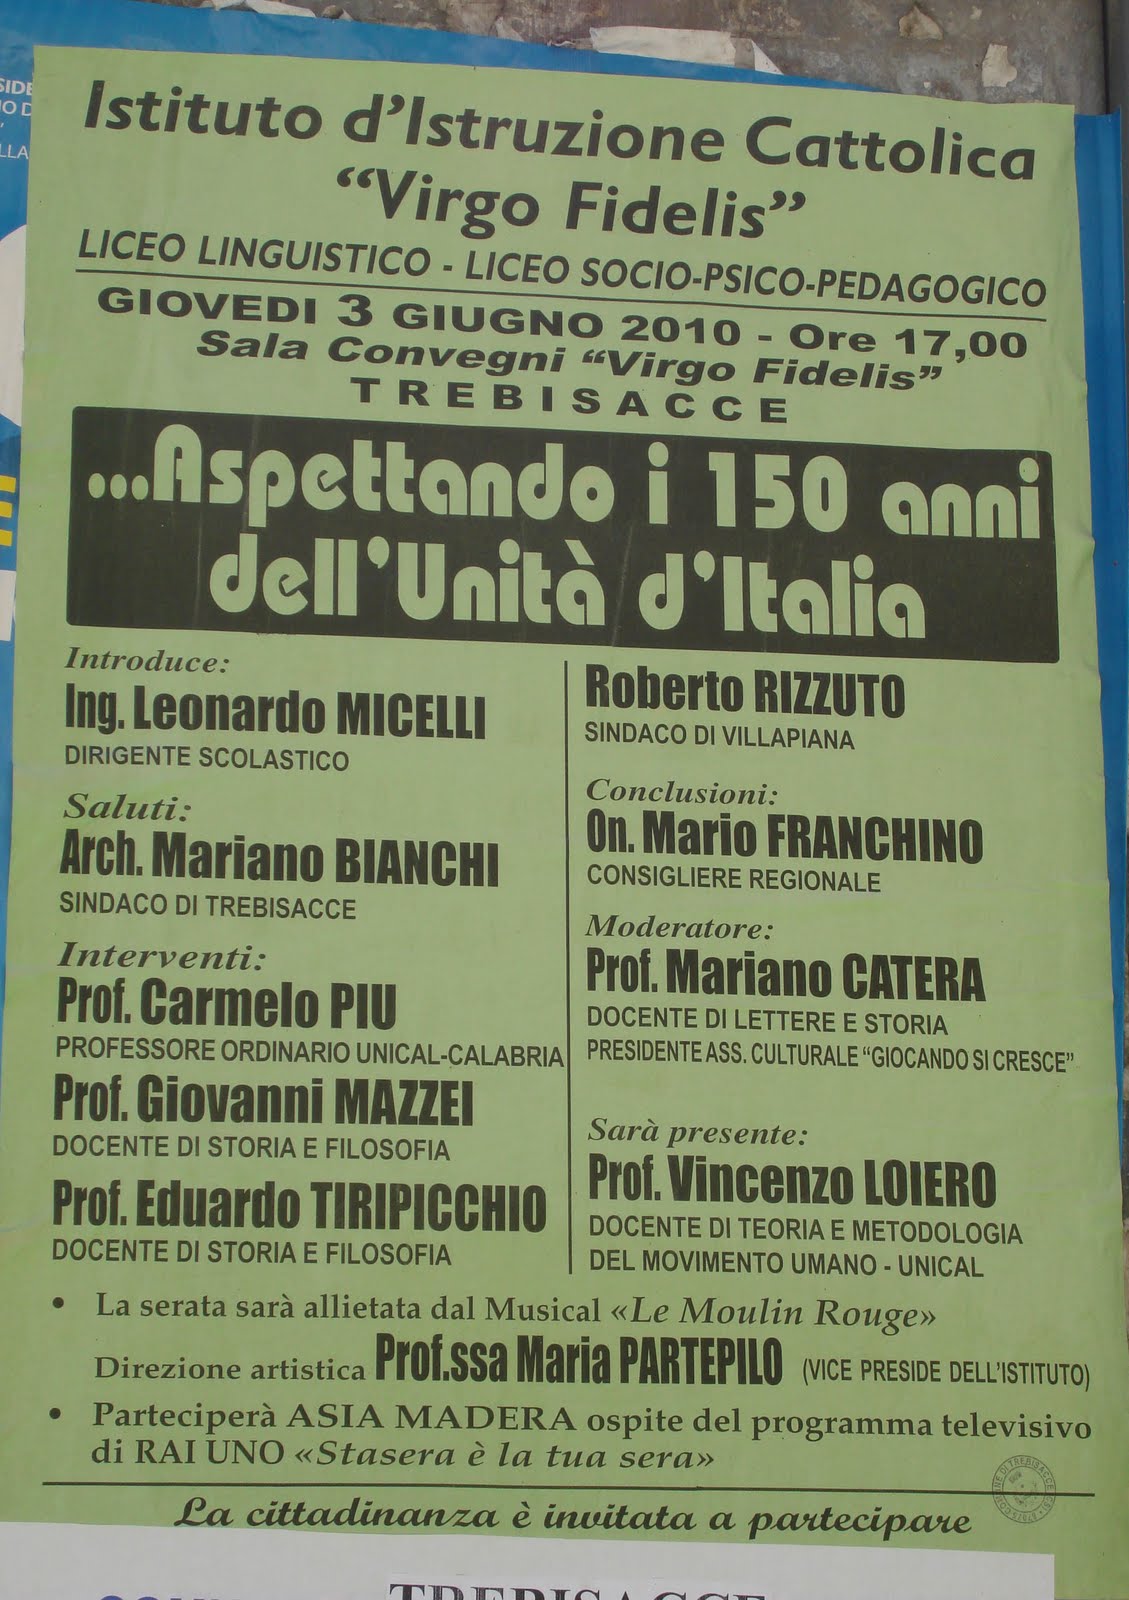 Istituto d'Istruzione Cattolica
"Virgo Fidelis"
LICEO LINGUISTICO - LICEO SOCIO-PSICO-PEDAGOGICO
GIOVEDI 3 GIUGNO 2010 - Ore 17,00
Sala Convegni "Virgo Fidelis"
TREBISACCE
...Aspettando i 150 anni
dell'Unità d'Italia
Introduce:
Ing. Leonardo MICELLI
DIRIGENTE SCOLASTICO
Saluti:
Arch. Mariano BIANCHI
SINDACO DI TREBISACCE
Interventi:
Prof. Carmelo PIU
PROFESSORE ORDINARIO UNICAL-CALABRIA
Prof. Giovanni MAZZEI
DOCENTE DI STORIA E FILOSOFIA
Prof. Eduardo TIRIPICCHIO
DOCENTE DI STORIA E FILOSOFIA
Roberto RIZZUTO
SINDACO DI VILLAPIANA
Conclusioni:
On. Mario FRANCHINO
CONSIGLIERE REGIONALE
Moderatore:
Prof. Mariano CATERA
DOCENTE DI LETTERE E STORIA
PRESIDENTE ASS. CULTURALE "GIOCANDO SI CRESCE"
Sarà presente:
Prof. Vincenzo LOIERO
DOCENTE DI TEORIA E METODOLOGIA
DEL MOVIMENTO UMANO - UNICAL
• La serata sarà allietata dal Musical «Le Moulin Rouge»
Direzione artistica Prof.ssa Maria PARTEPILO (VICE PRESIDE DELL'ISTITUTO)
• Parteciperà ASIA MADERA ospite del programma televisivo
di RAI UNO «Stasera è la tua sera»
La cittadinanza è invitata a partecipare
TREBISACCE